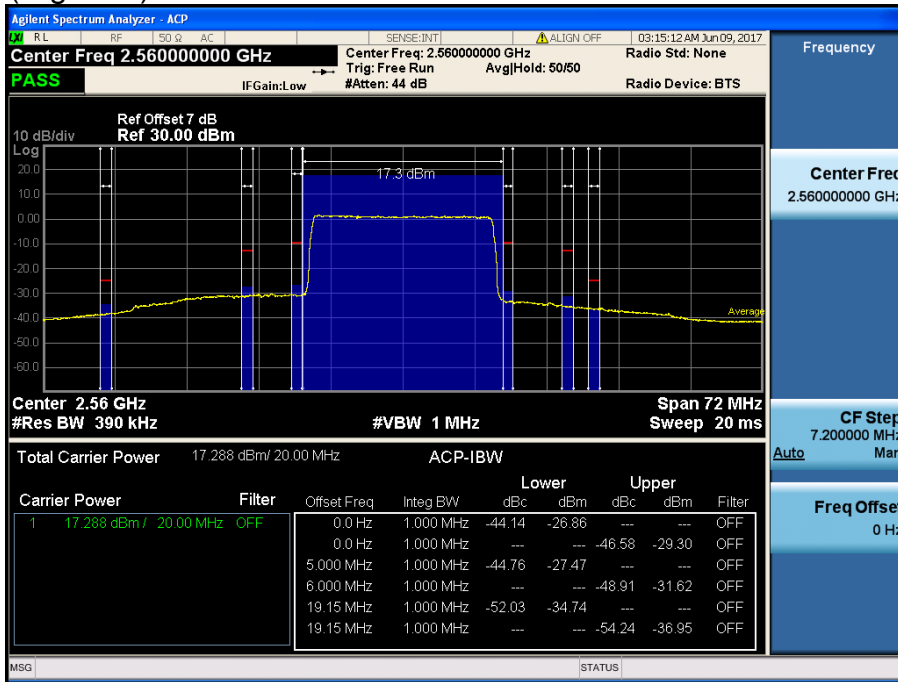 Agilent Spectrum Analyzer - ACP
LXI RL RF 50 Ω AC SENSE:INT ALIGN OFF 03:15:12 AM Jun 09, 2017
Center Freq 2.560000000 GHz
Center Freq: 2.560000000 GHz
Radio Std: None
Trig: Free Run Avg|Hold: 50/50
PASS
IFGain:Low
#Atten: 44 dB
Radio Device: BTS
Ref Offset 7 dB
10 dB/div Ref 30.00 dBm
Log
20.0
10.0
0.00
-10.0
-20.0
-30.0
-40.0
-50.0
-60.0
17.3 dBm
Average
Center 2.56 GHz Span 72 MHz
#Res BW 390 kHz #VBW 1 MHz Sweep 20 ms
Total Carrier Power 17.288 dBm/ 20.00 MHz ACP-IBW
Lower Upper
Carrier Power Filter Offset Freq Integ BW dBc dBm dBc dBm Filter
1 17.288 dBm / 20.00 MHz OFF 0.0 Hz 1.000 MHz -44.14 -26.86 --- --- OFF
0.0 Hz 1.000 MHz --- --- -46.58 -29.30 OFF
5.000 MHz 1.000 MHz -44.76 -27.47 --- --- OFF
6.000 MHz 1.000 MHz --- --- -48.91 -31.62 OFF
19.15 MHz 1.000 MHz -52.03 -34.74 --- --- OFF
19.15 MHz 1.000 MHz --- --- -54.24 -36.95 OFF
MSG STATUS
Frequency
Center Freq
2.560000000 GHz
CF Step
7.200000 MHz
Auto Man
Freq Offset
0 Hz